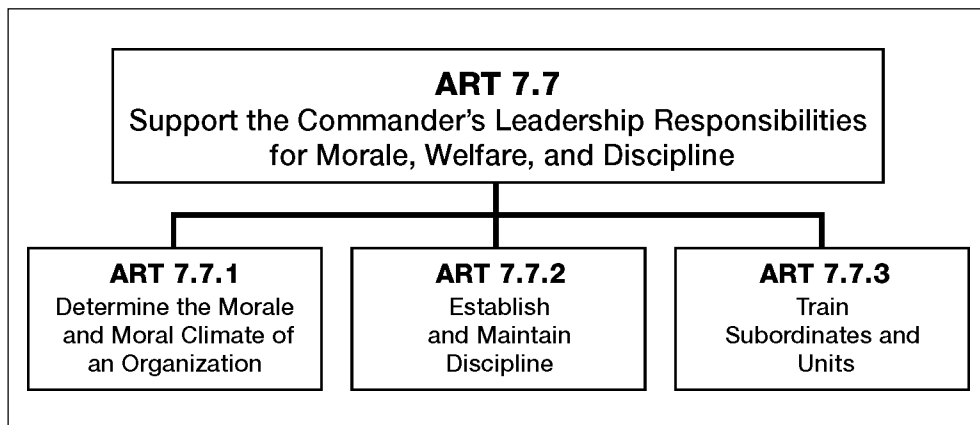 ART 7.7
Support the Commander’s Leadership Responsibilities
for Morale, Welfare, and Discipline
ART 7.7.1
Determine the Morale
and Moral Climate of
an Organization
ART 7.7.2
Establish
and Maintain
Discipline
ART 7.7.3
Train
Subordinates and
Units